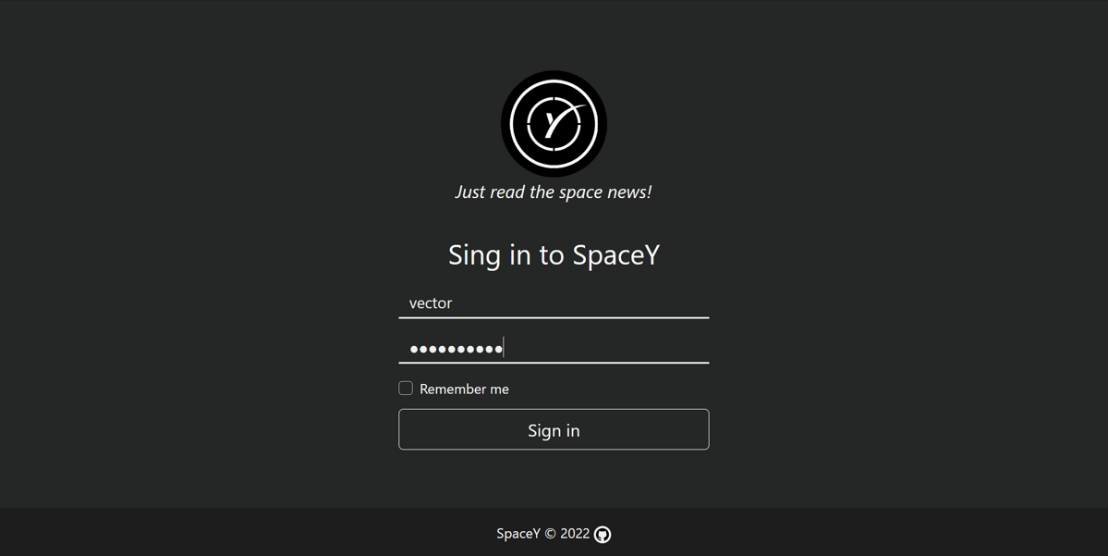 Y
Just read the space news!
Sing in to SpaceY
vector
●●●●●●●●●●
Remember me
Sign in
SpaceY © 2022